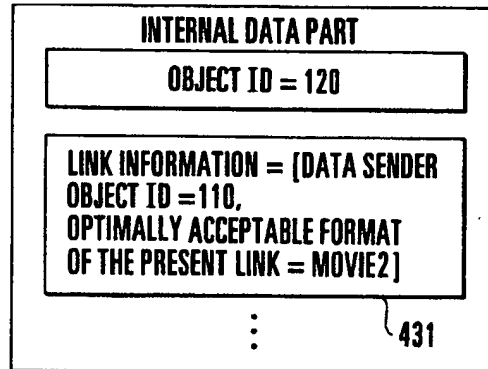 INTERNAL DATA PART
OBJECT ID = 120
LINK INFORMATION = [DATA SENDER
OBJECT ID =110,
OPTIMALLY ACCEPTABLE FORMAT
OF THE PRESENT LINK = MOVIE2]
431